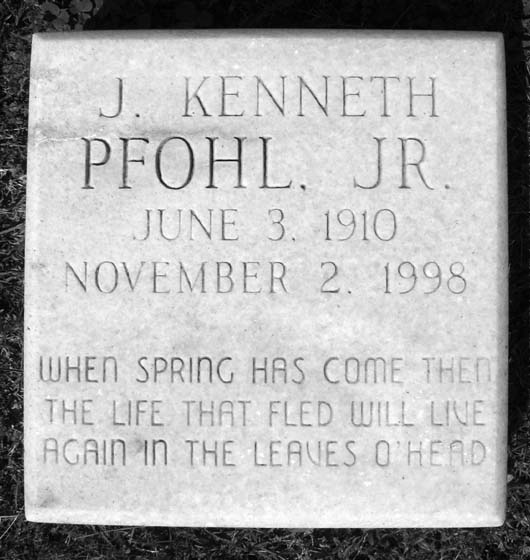 J. KENNETH
PFOHL, JR.
JUNE 3, 1910
NOVEMBER 2, 1998
WHEN SPRING HAS COME THEN
THE LIFE THAT FLED WILL LIVE
AGAIN IN THE LEAVES O'HEAD